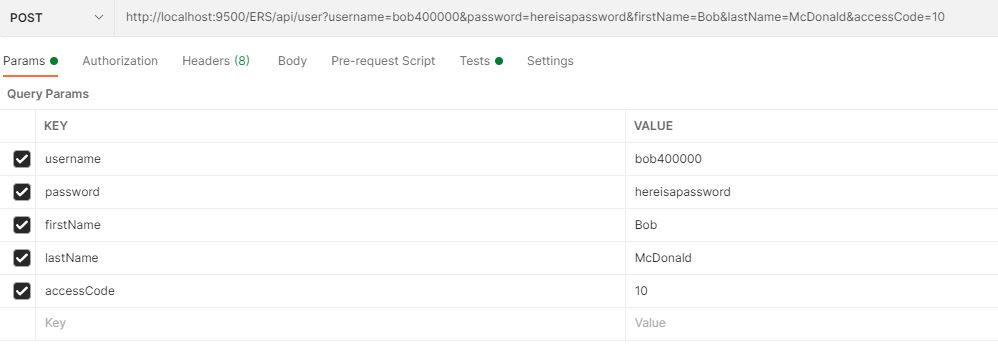 POST http://localhost:9500/ERS/api/user?username=bob400000&password=hereisapassword&firstName=Bob&lastName=McDonald&accessCode=10
Params Authorization Headers (8) Body Pre-request Script Tests Settings
Query Params
KEY VALUE
username bob400000
password hereisapassword
firstName Bob
lastName McDonald
accessCode 10
Key Value